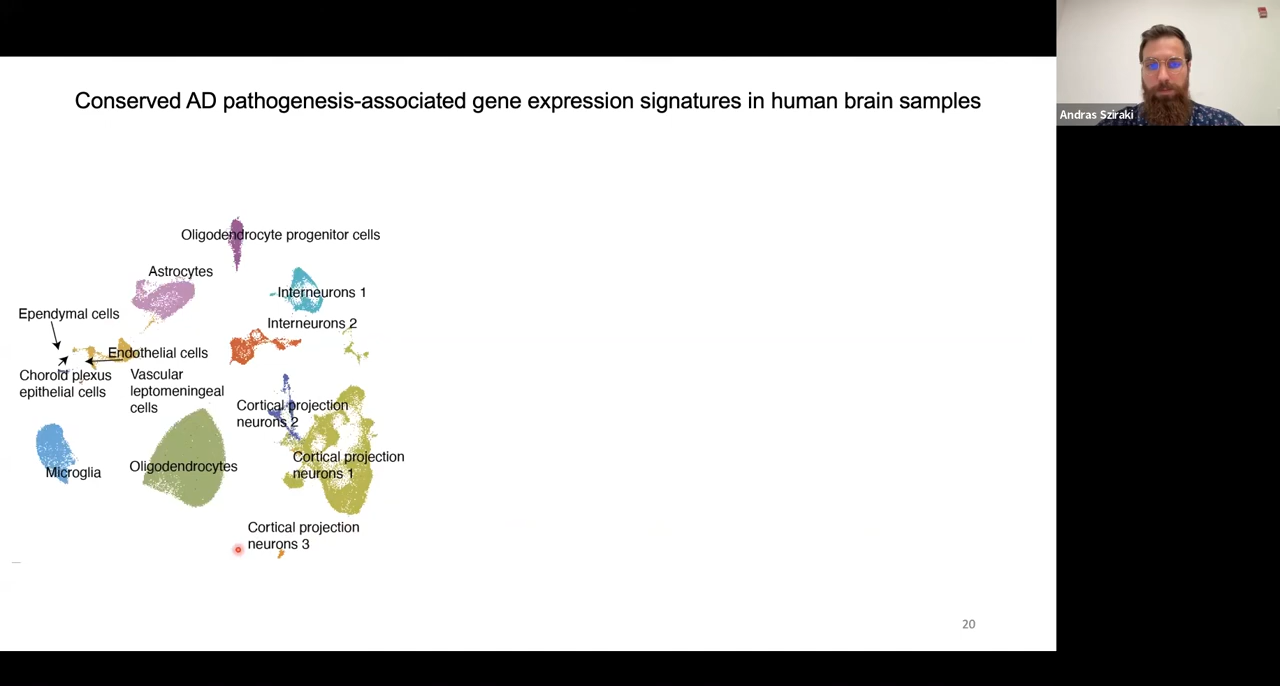 Conserved AD pathogenesis-associated gene expression signatures in human brain samples
Andras Sziraki
Oligodendrocyte progenitor cells
Astrocytes
Interneurons 1
Ependymal cells
Interneurons 2
Endothelial cells
Choroid plexus
epithelial cells
Vascular
leptomeningeal
cells
Cortical projection
neurons 2
Cortical projection
neurons 1
Microglia
Oligodendrocytes
Cortical projection
neurons 3
20